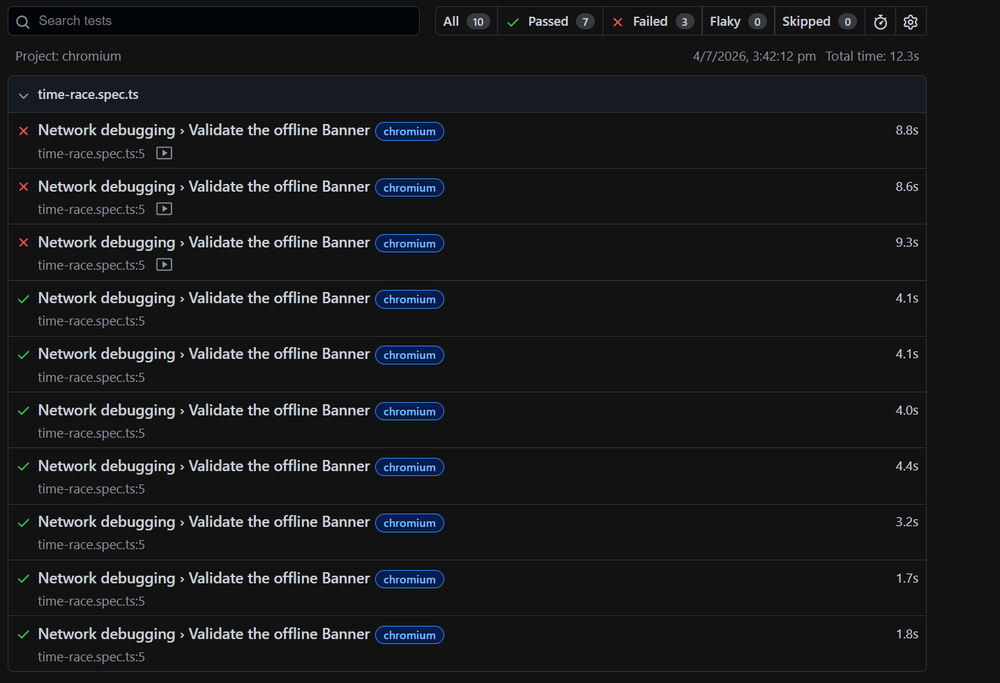 Search tests
All 10 Passed 7 Failed 3 Flaky 0 Skipped 0
Project: chromium 4/7/2026, 3:42:12 pm Total time: 12.3s
time-race.spec.ts
Network debugging › Validate the offline Banner chromium 8.8s
time-race.spec.ts:5
Network debugging › Validate the offline Banner chromium 8.6s
time-race.spec.ts:5
Network debugging › Validate the offline Banner chromium 9.3s
time-race.spec.ts:5
Network debugging › Validate the offline Banner chromium 4.1s
time-race.spec.ts:5
Network debugging › Validate the offline Banner chromium 4.1s
time-race.spec.ts:5
Network debugging › Validate the offline Banner chromium 4.0s
time-race.spec.ts:5
Network debugging › Validate the offline Banner chromium 4.4s
time-race.spec.ts:5
Network debugging › Validate the offline Banner chromium 3.2s
time-race.spec.ts:5
Network debugging › Validate the offline Banner chromium 1.7s
time-race.spec.ts:5
Network debugging › Validate the offline Banner chromium 1.8s
time-race.spec.ts:5